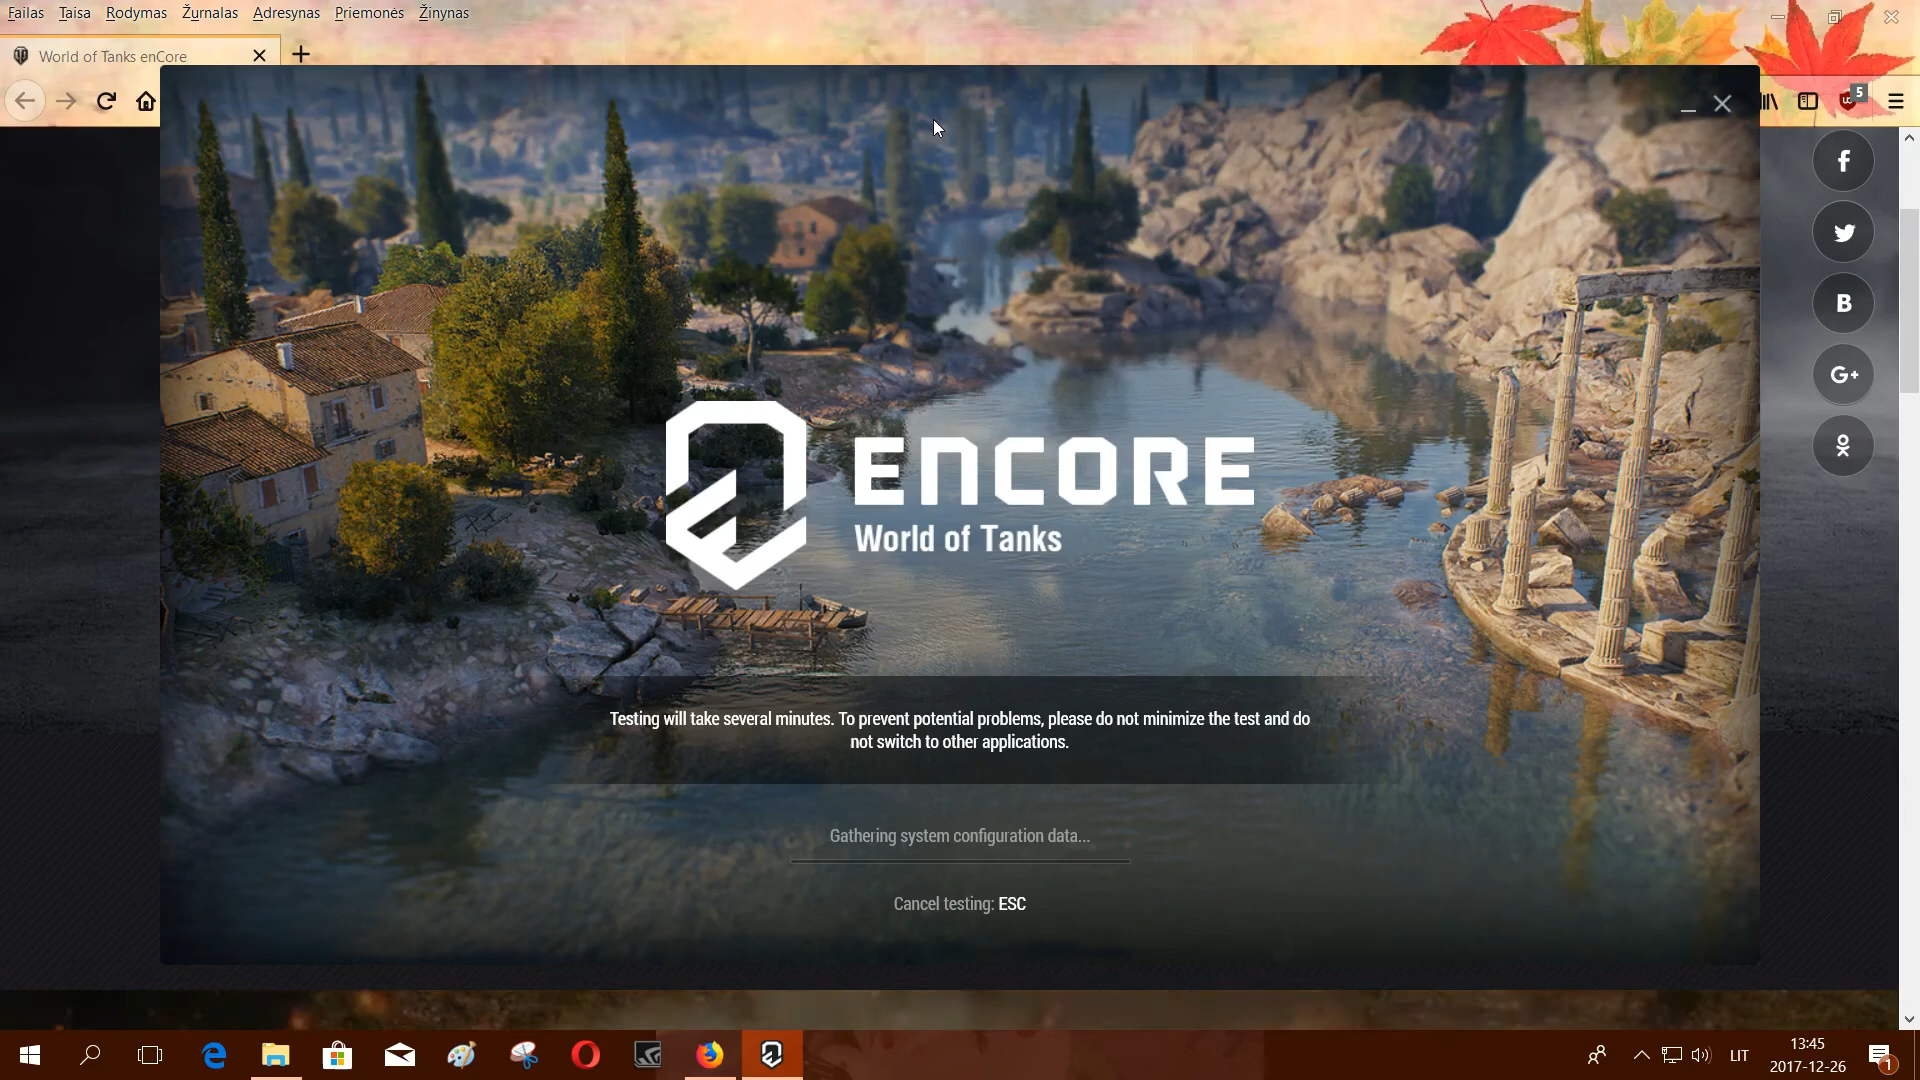 Failas Taisa Rodymas Žurnalas Adresynas Priemonės Žinynas
World of Tanks enCore
5
ENCORE
World of Tanks
Testing will take several minutes. To prevent potential problems, please do not minimize the test and do
not switch to other applications.
Gathering system configuration data...
Cancel testing: ESC
LIT
13:45
2017-12-26
1